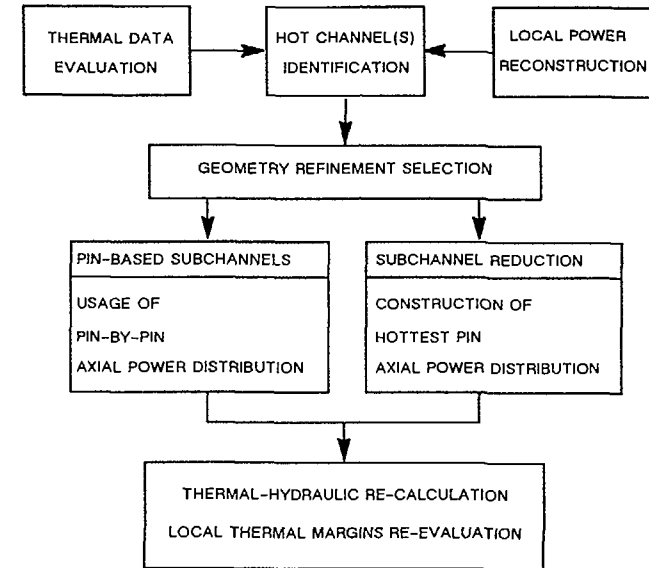 THERMAL DATA
EVALUATION
HOT CHANNEL(S)
IDENTIFICATION
LOCAL POWER
RECONSTRUCTION
GEOMETRY REFINEMENT SELECTION
PIN-BASED SUBCHANNELS
USAGE OF
PIN-BY-PIN
AXIAL POWER DISTRIBUTION
SUBCHANNEL REDUCTION
CONSTRUCTION OF
HOTTEST PIN
AXIAL POWER DISTRIBUTION
THERMAL-HYDRAULIC RE-CALCULATION
LOCAL THERMAL MARGINS RE-EVALUATION